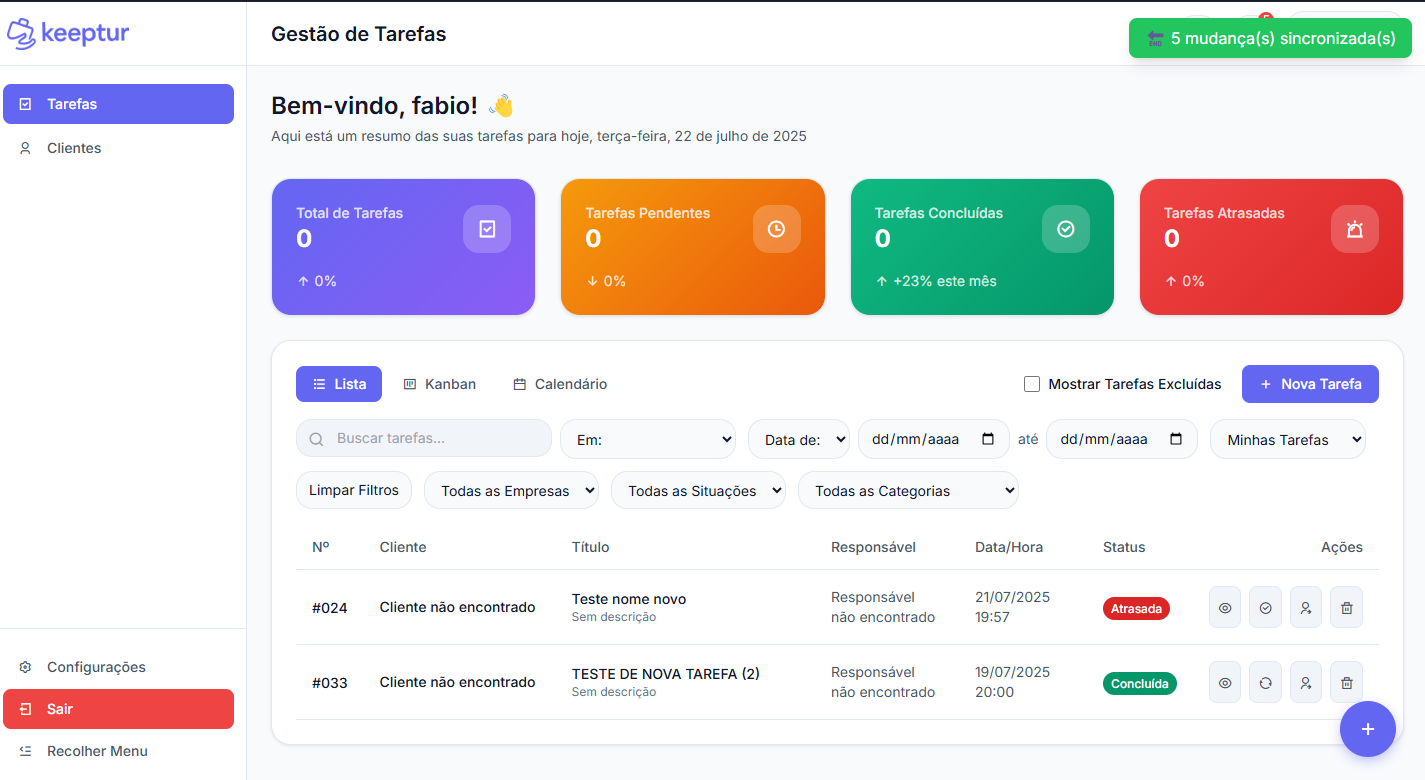 keeptur
Gestão de Tarefas
5 mudança(s) sincronizada(s)
Tarefas
Clientes
Bem-vindo, fabio! 👋
Aqui está um resumo das suas tarefas para hoje, terça-feira, 22 de julho de 2025
Total de Tarefas
0
↑ 0%
Tarefas Pendentes
0
↓ 0%
Tarefas Concluídas
0
↑ +23% este mês
Tarefas Atrasadas
0
↑ 0%
Lista Kanban Calendário Mostrar Tarefas Excluídas + Nova Tarefa
Buscar tarefas... Em: Data de: dd/mm/aaaa até dd/mm/aaaa Minhas Tarefas
Limpar Filtros Todas as Empresas Todas as Situações Todas as Categorias
Nº Cliente Título Responsável Data/Hora Status Ações
#024 Cliente não encontrado
Teste nome novo
Sem descrição
Responsável
não encontrado
21/07/2025
19:57
Atrasada
#033 Cliente não encontrado
TESTE DE NOVA TAREFA (2)
Sem descrição
Responsável
não encontrado
19/07/2025
20:00
Concluída
+
Configurações
Sair
Recolher Menu